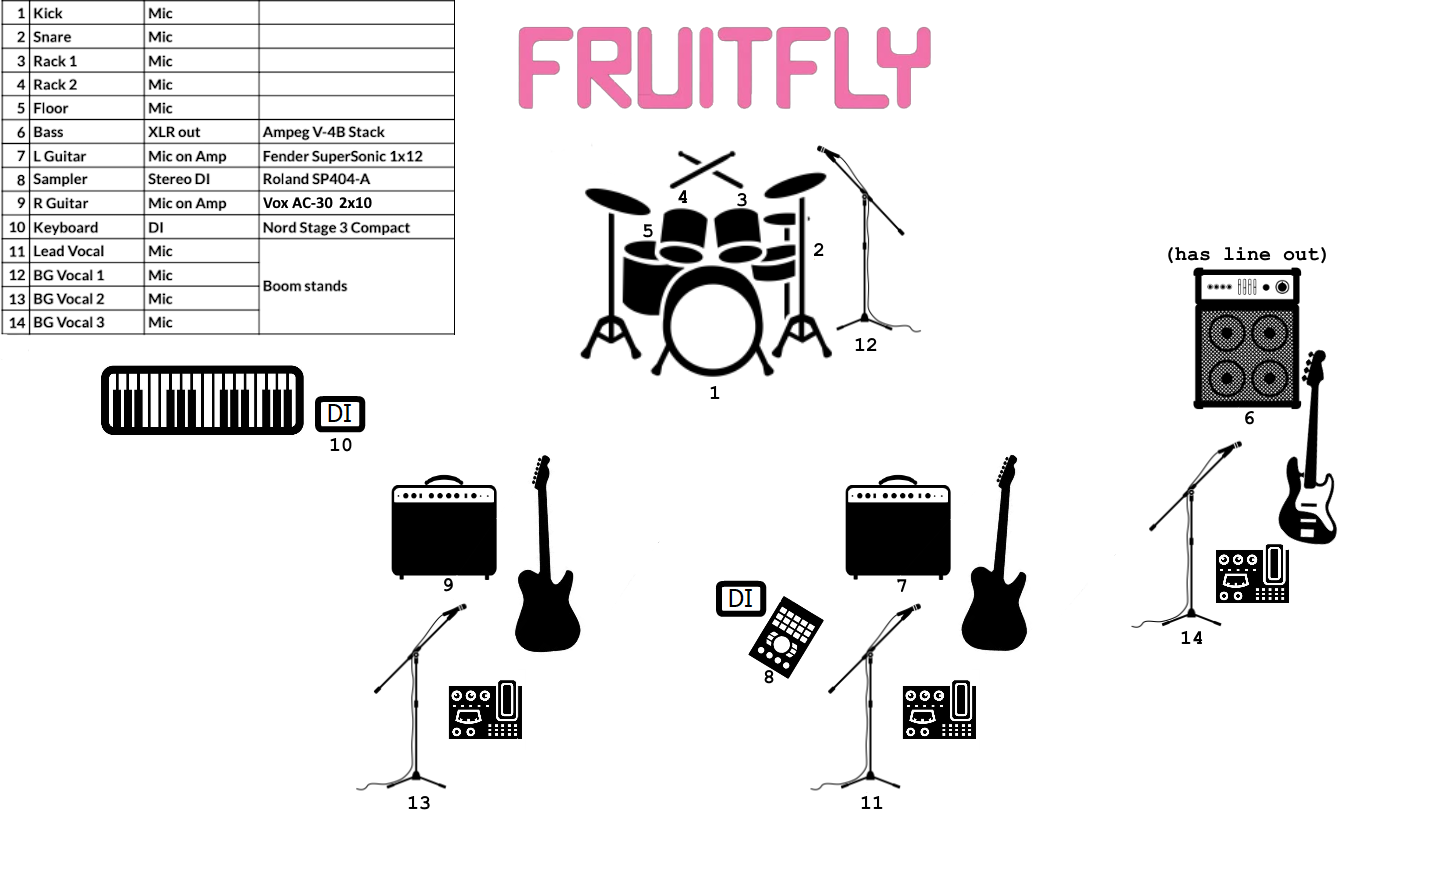 1 Kick Mic
2 Snare Mic
3 Rack 1 Mic
4 Rack 2 Mic
5 Floor Mic
6 Bass XLR out Ampeg V-4B Stack
7 L Guitar Mic on Amp Fender SuperSonic 1x12
8 Sampler Stereo DI Roland SP404-A
9 R Guitar Mic on Amp Vox AC-30 2x10
10 Keyboard DI Nord Stage 3 Compact
11 Lead Vocal Mic
12 BG Vocal 1 Mic
Boom stands
13 BG Vocal 2 Mic
14 BG Vocal 3 Mic
FRUITFLY
4
3
5
2
12
1
(has line out)
6
DI
10
9
7
DI
8
14
13
11